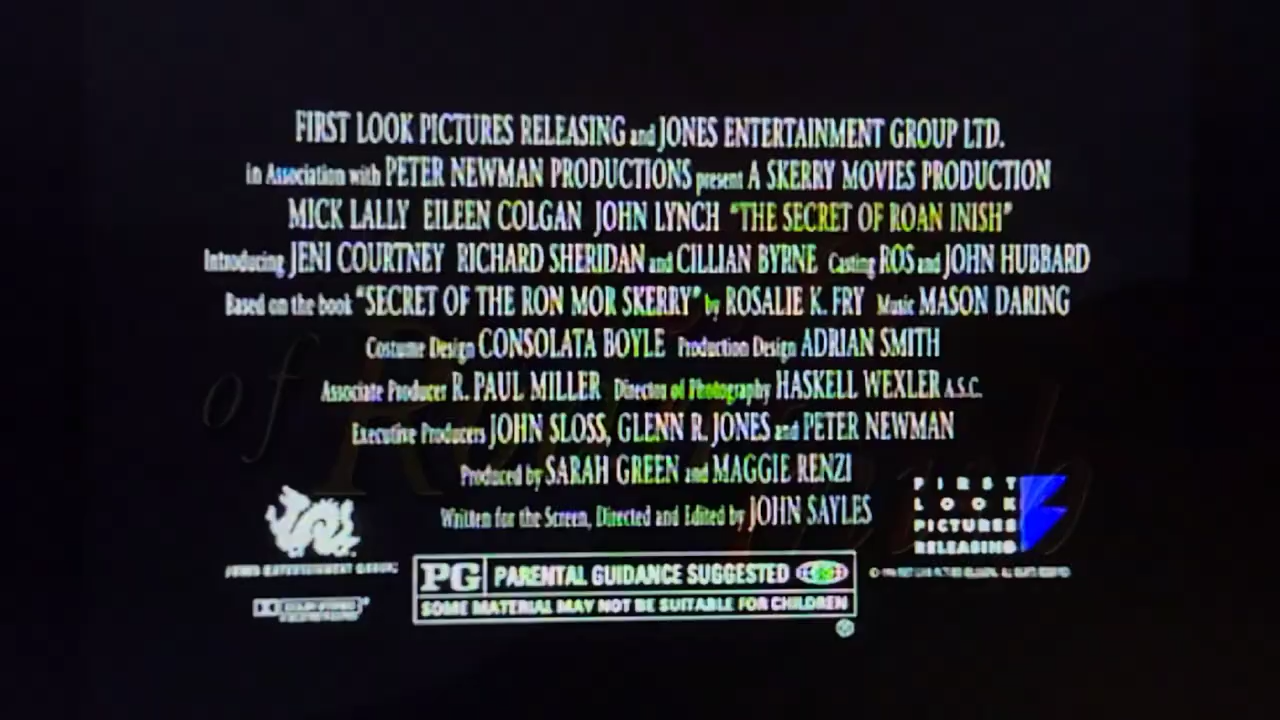 FIRST LOOK PICTURES RELEASING and JONES ENTERTAINMENT GROUP LTD.
in Association with PETER NEWMAN PRODUCTIONS present A SKERRY MOVIES PRODUCTION
MICK LALLY EILEEN COLGAN JOHN LYNCH "THE SECRET OF ROAN INISH"
Introducing JENI COURTNEY RICHARD SHERIDAN and CILLIAN BYRNE Casting ROS and JOHN HUBBARD
Based on the book "SECRET OF THE RON MOR SKERRY" by ROSALIE K. FRY Music MASON DARING
Costume Design CONSOLATA BOYLE Production Design ADRIAN SMITH
of
Associate Producer R. PAUL MILLER Director of Photography HASKELL WEXLER A.S.C.
Executive Producers JOHN SLOSS, GLENN R. JONES and PETER NEWMAN
Produced by SARAH GREEN and MAGGIE RENZI
Written for the Screen, Directed and Edited by JOHN SAYLES
FIRST
LOOK
PICTURES
RELEASING
JONES ENTERTAINMENT GROUP
PG PARENTAL GUIDANCE SUGGESTED
SOME MATERIAL MAY NOT BE SUITABLE FOR CHILDREN